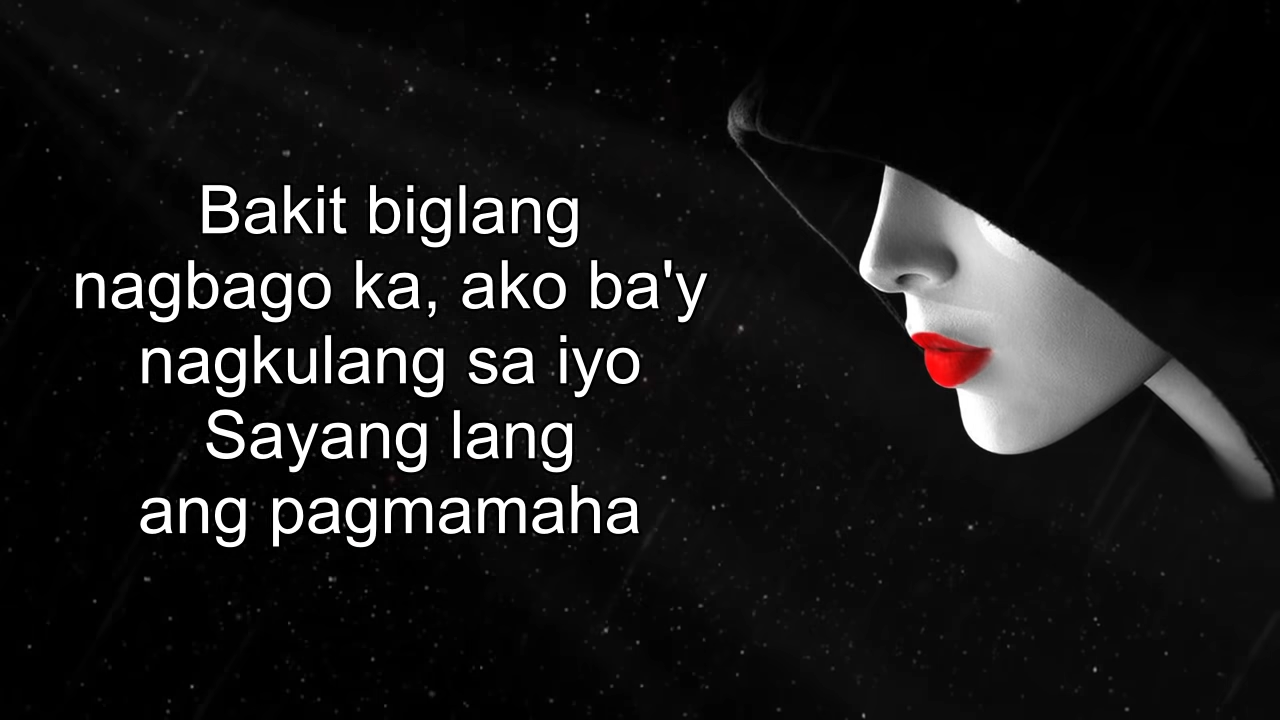 Bakit biglang
nagbago ka, ako ba'y
nagkulang sa iyo
Sayang lang
ang pagmamaha